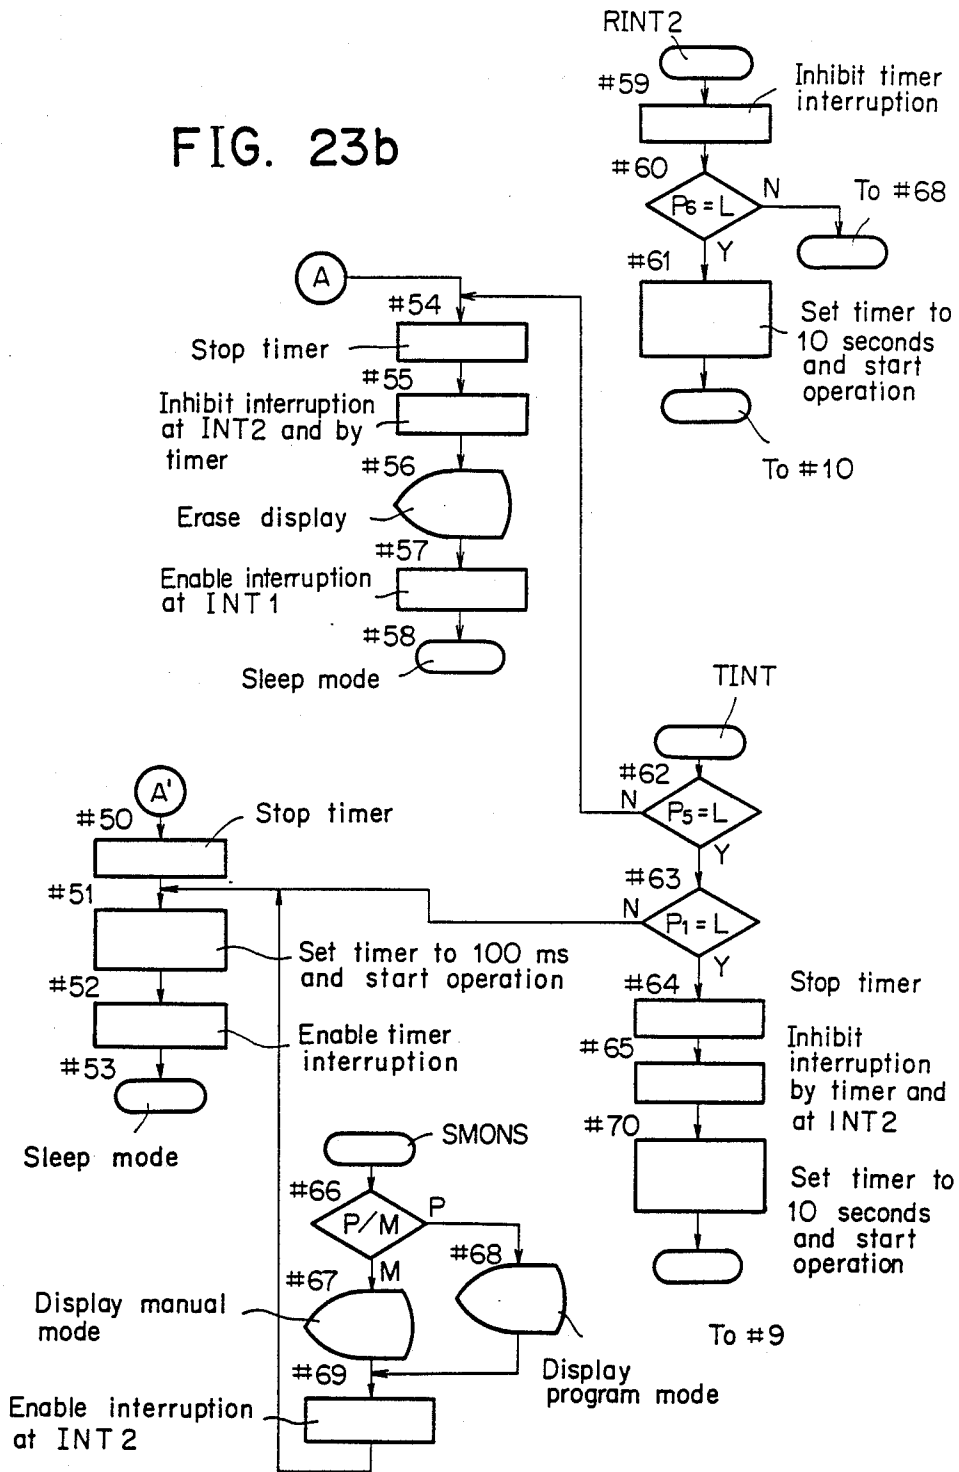 FIG. 23b
RINT2
#59
Inhibit timer
interruption
#60
P6 = L
N
Y
To #68
#61
Set timer to
10 seconds
and start
operation
To #10
A
#54
Stop timer
#55
Inhibit interruption
at INT2 and by
timer
#56
Erase display
#57
Enable interruption
at INT1
#58
Sleep mode
TINT
#62
N
P5 = L
Y
#63
N
P1 = L
Y
#64
Stop timer
#65
Inhibit
interruption
by timer and
at INT2
#70
Set timer to
10 seconds
and start
operation
To #9
A'
#50
Stop timer
#51
Set timer to 100 ms
and start operation
#52
Enable timer
interruption
#53
Sleep mode
SMONS
#66
P/M
P
M
#67
Display manual
mode
#68
Display
program mode
#69
Enable interruption
at INT2